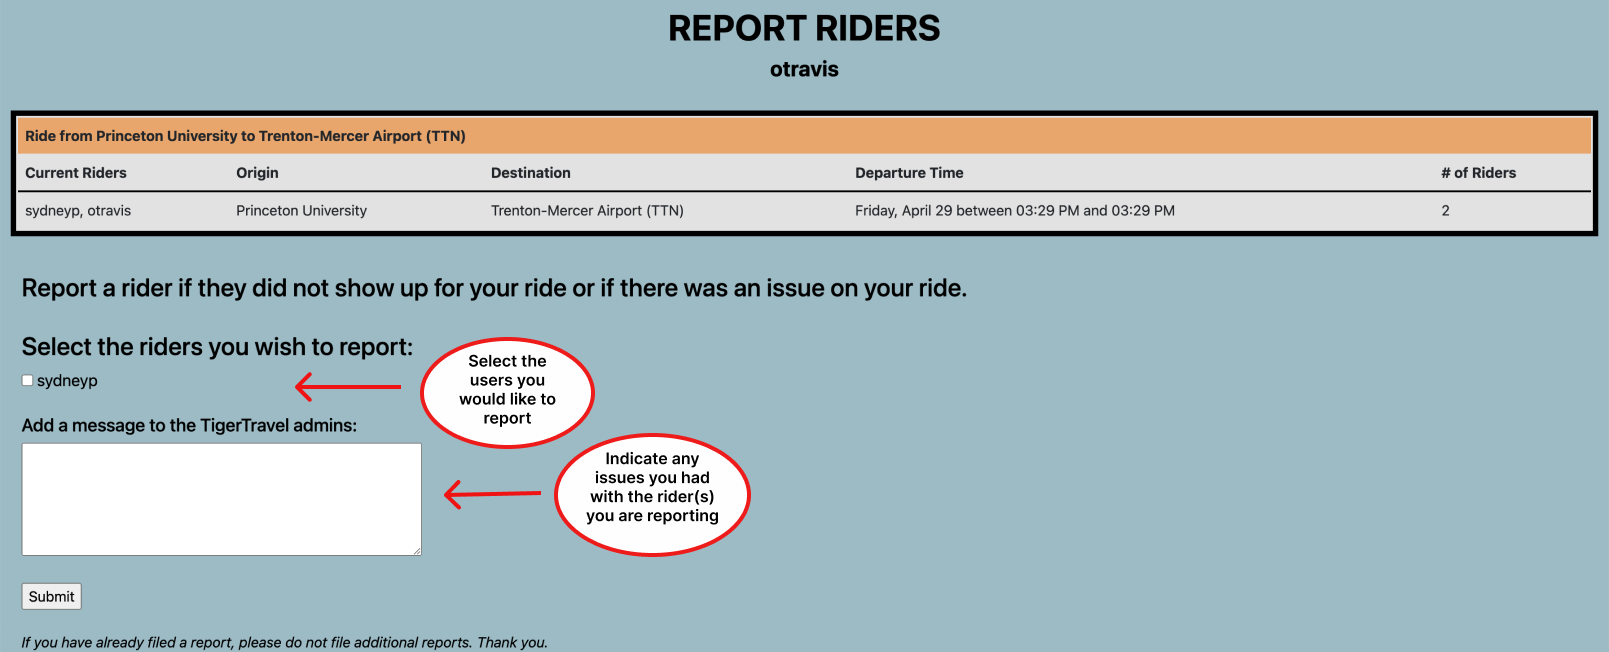 REPORT RIDERS
otravis
Ride from Princeton University to Trenton-Mercer Airport (TTN)
Current Riders Origin Destination Departure Time # of Riders
sydneyp, otravis Princeton University Trenton-Mercer Airport (TTN) Friday, April 29 between 03:29 PM and 03:29 PM 2
Report a rider if they did not show up for your ride or if there was an issue on your ride.
Select the riders you wish to report:
sydneyp
Select the
users you
would like to
report
Add a message to the TigerTravel admins:
Indicate any
issues you had
with the rider(s)
you are reporting
Submit
If you have already filed a report, please do not file additional reports. Thank you.